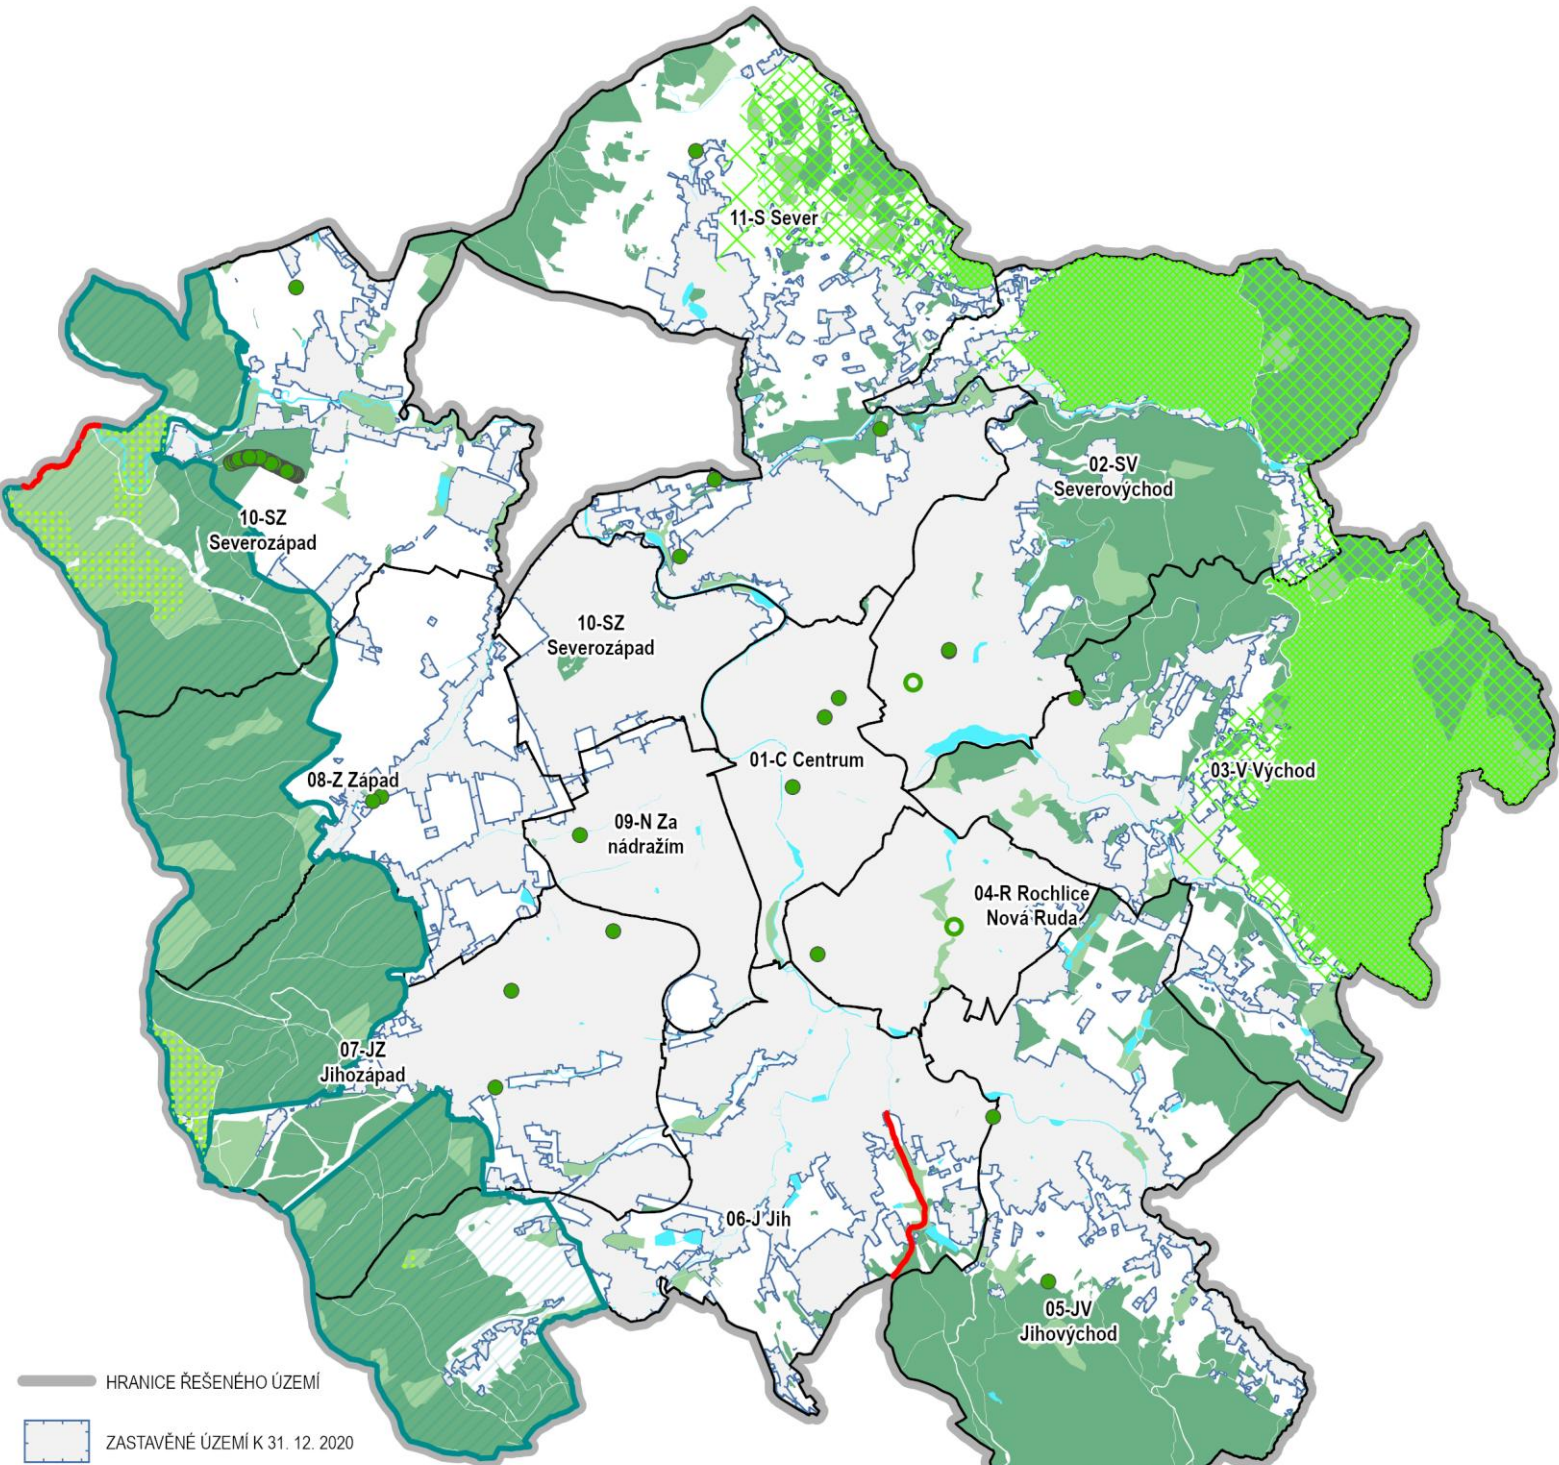 11-S Sever
02-SV
Severovýchod
10-SZ
Severozápad
10-SZ
Severozápad
01-C Centrum
03-V Východ
08-Z Západ
09-N Za
nádražím
04-R Rochlice
Nová Ruda
07-JZ
Jihozápad
06-J Jih
05-JV
Jihovýchod
HRANICE ŘEŠENÉHO ÚZEMÍ
ZASTAVĚNÉ ÚZEMÍ K 31. 12. 2020